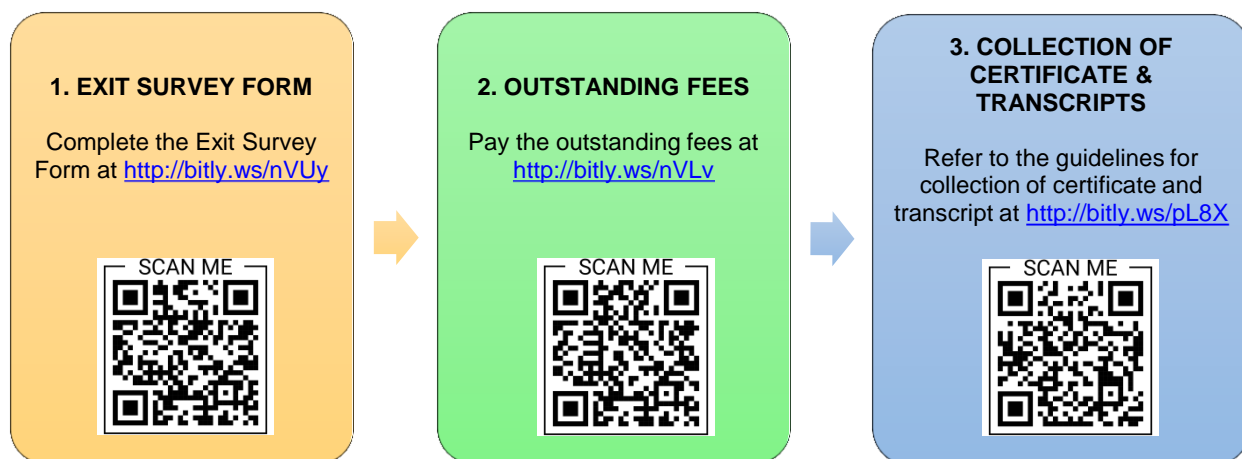 1. EXIT SURVEY FORM
Complete the Exit Survey
Form at http://bitly.ws/nVUy
SCAN ME
2. OUTSTANDING FEES
Pay the outstanding fees at
http://bitly.ws/nVLv
SCAN ME
3. COLLECTION OF
CERTIFICATE &
TRANSCRIPTS
Refer to the guidelines for
collection of certificate and
transcript at http://bitly.ws/pL8X
SCAN ME